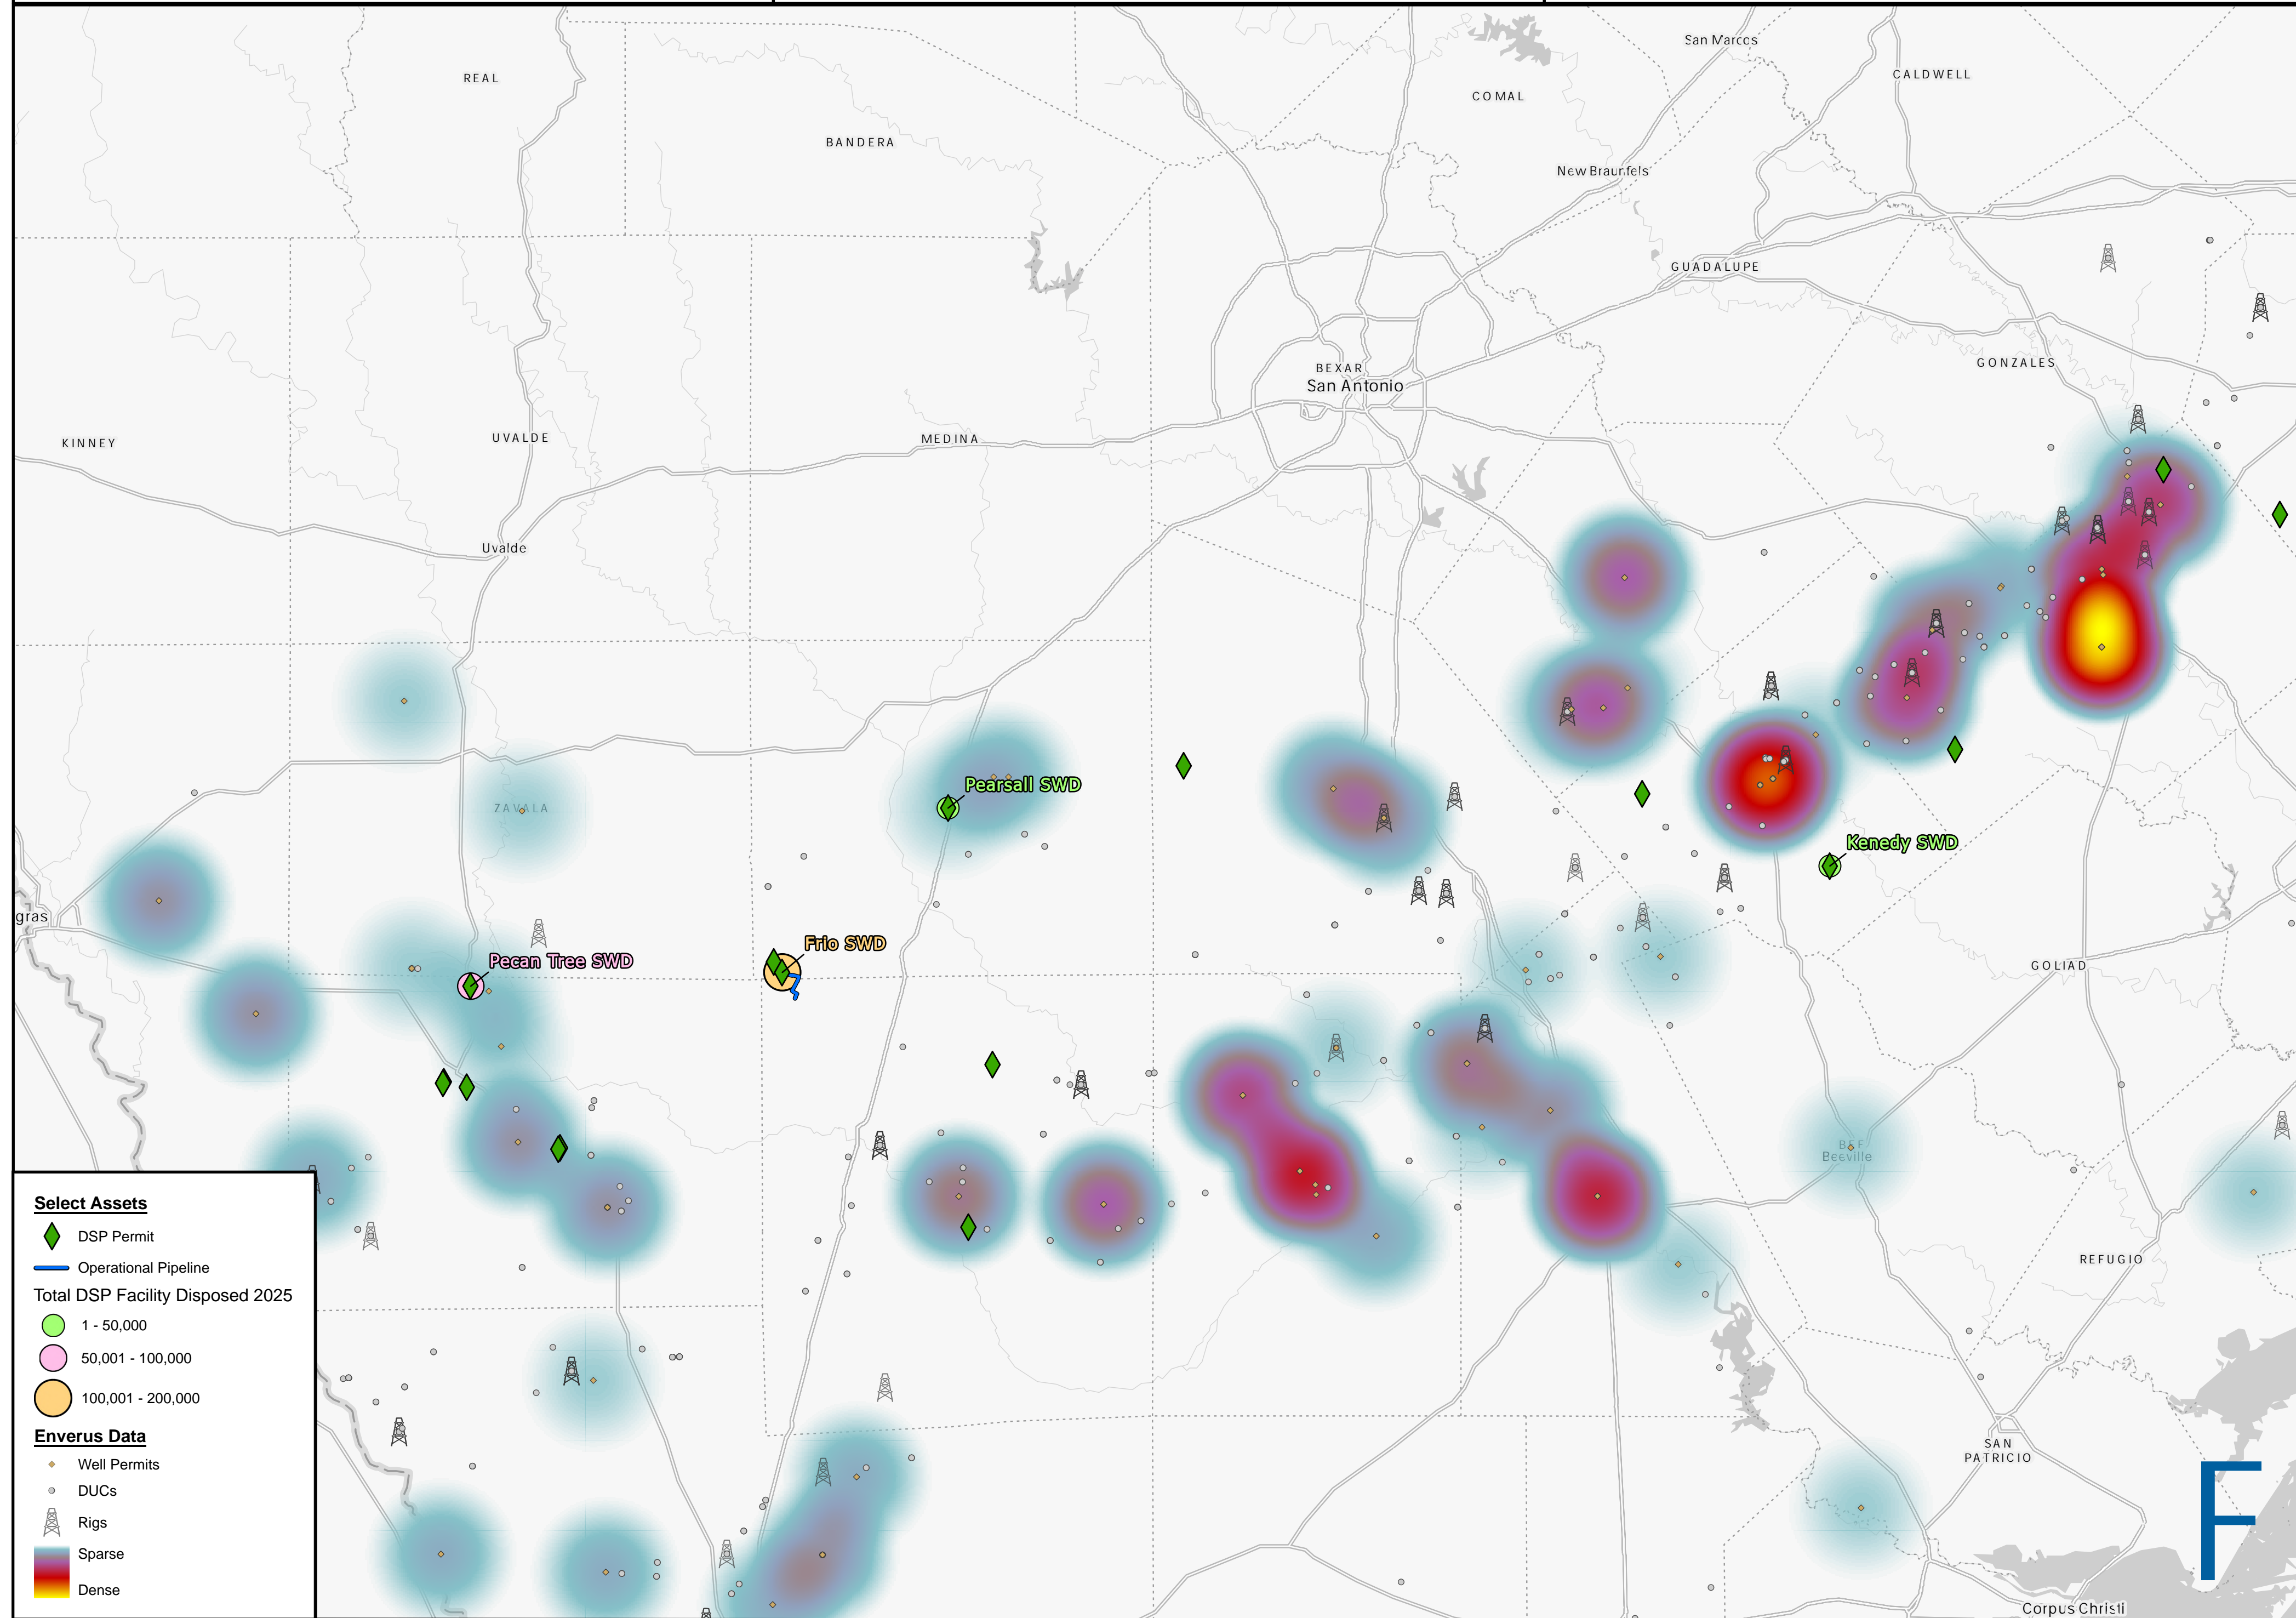 San Marcos
REAL
CALDWELL
COMAL
BANDERA
New Braunfels
GUADALUPE
GONZALES
BEXAR
San Antonio
KINNEY
UVALDE
MEDINA
Uvalde
Pearsall SWD
ZAVALA
Kenedy SWD
gras
Frio SWD
Pecan Tree SWD
GOLIAD
BEE
Beeville
REFUGIO
SAN
PATRICIO
Corpus Christi
F
Select Assets
DSP Permit
Operational Pipeline
Total DSP Facility Disposed 2025
1 - 50,000
50,001 - 100,000
100,001 - 200,000
Enverus Data
Well Permits
DUCs
Rigs
Sparse
Dense